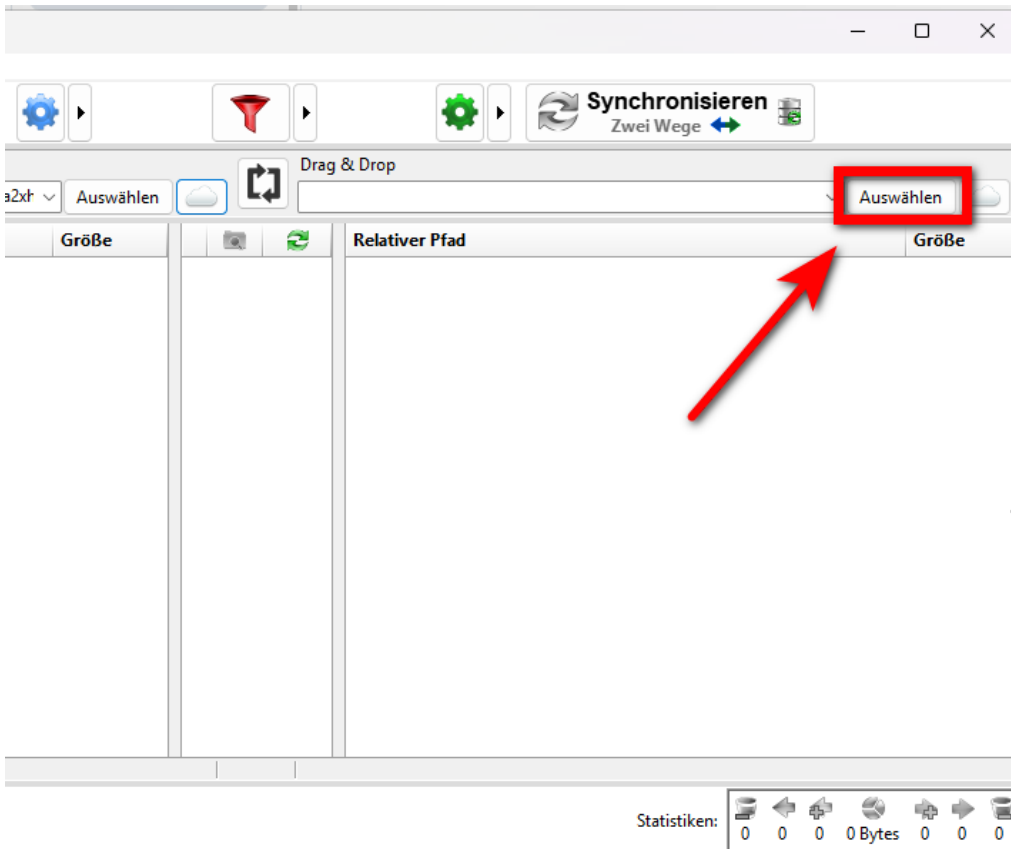 Synchronisieren
Zwei Wege
Drag & Drop
Auswählen
Auswählen
Größe
Relativer Pfad
Größe
Statistiken:
0 0 0 0 Bytes 0 0 0